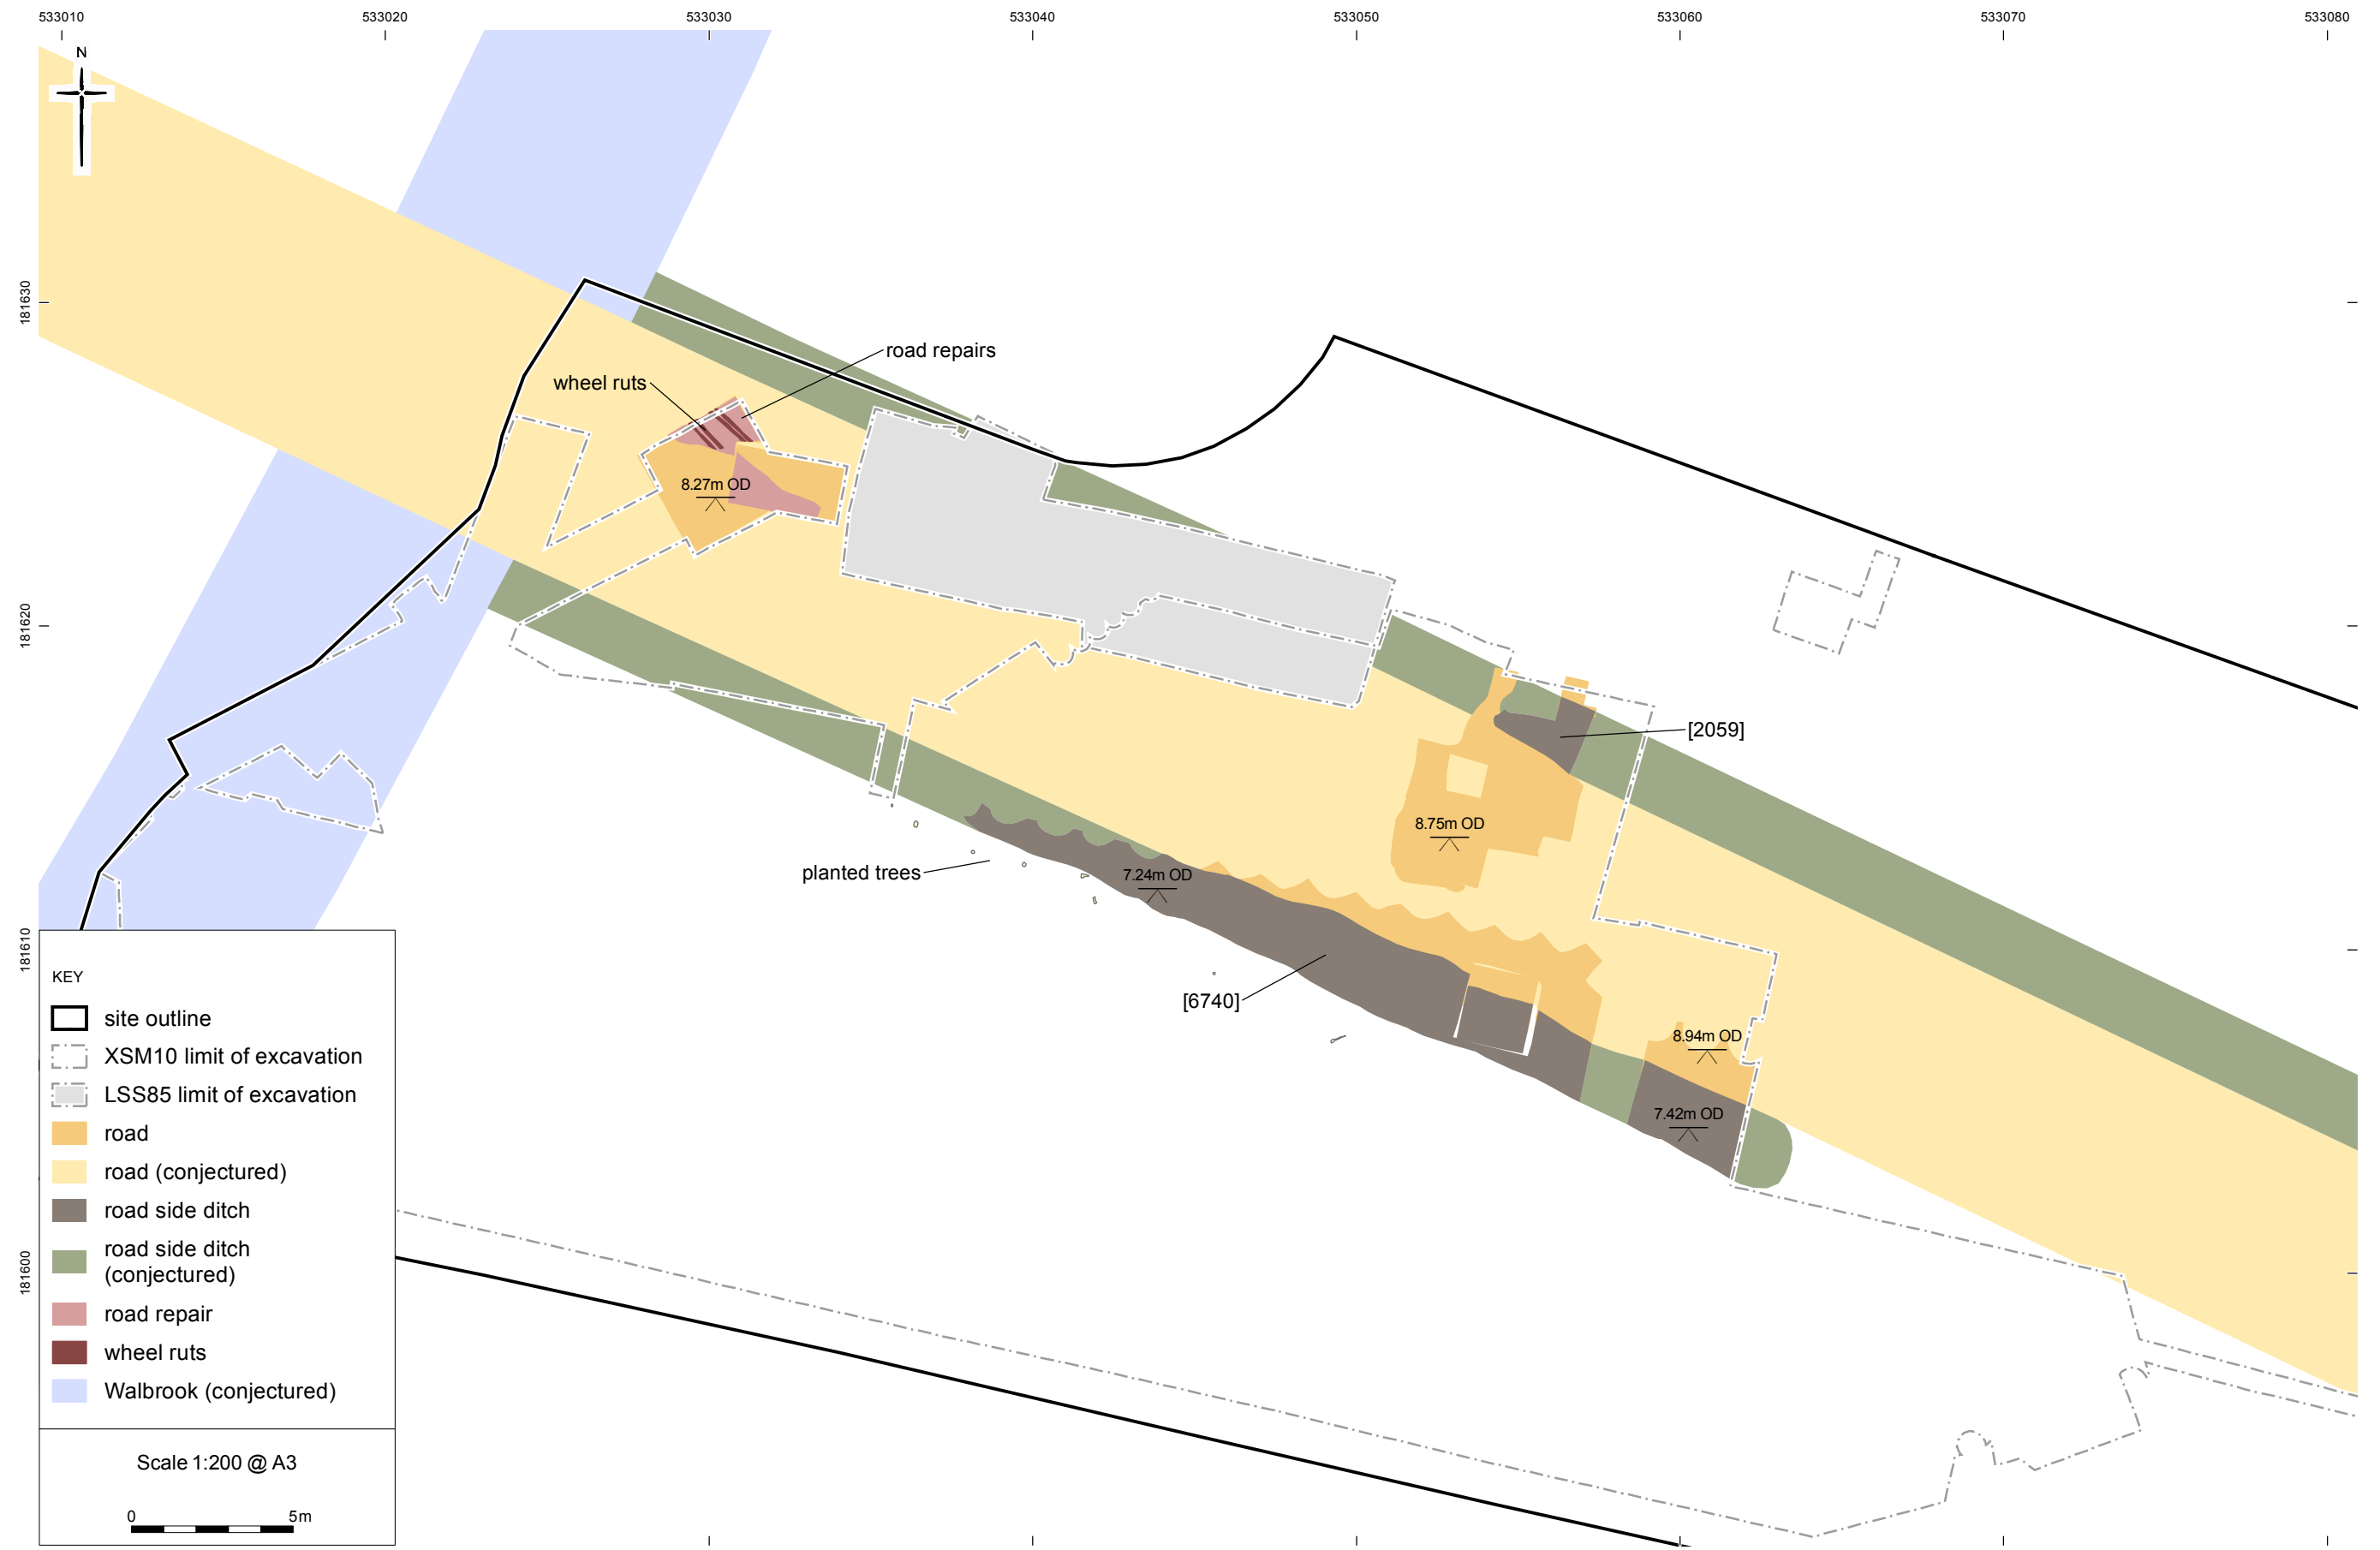 533010
533020
533030
533040
533050
533060
533070
533080
N
181630
181620
181610
181600
road repairs
wheel ruts
8.27m OD
[2059]
8.75m OD
planted trees
7.24m OD
[6740]
8.94m OD
7.42m OD
KEY
site outline
XSM10 limit of excavation
LSS85 limit of excavation
road
road (conjectured)
road side ditch
road side ditch
(conjectured)
road repair
wheel ruts
Walbrook (conjectured)
Scale 1:200 @ A3
0
5m